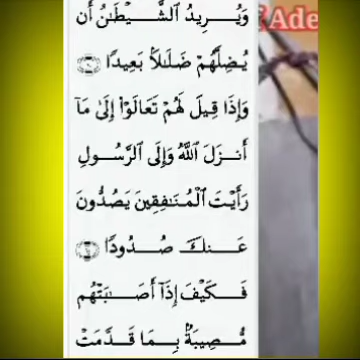 وَيُرِيدُ ٱلشَّيْطَٰنُ أَن
يُضِلَّهُمْ ضَلَٰلَۢا بَعِيدٗا ٦٠
وَإِذَا قِيلَ لَهُمْ تَعَالَوْا۟ إِلَىٰ مَآ
أَنزَلَ ٱللَّهُ وَإِلَى ٱلرَّسُولِ
رَأَيْتَ ٱلْمُنَٰفِقِينَ يَصُدُّونَ
عَنكَ صُدُودٗا ٦١
فَكَيْفَ إِذَآ أَصَٰبَتْهُم
مُّصِيبَةُۢ بِمَا قَدَّمَتْ
Ade